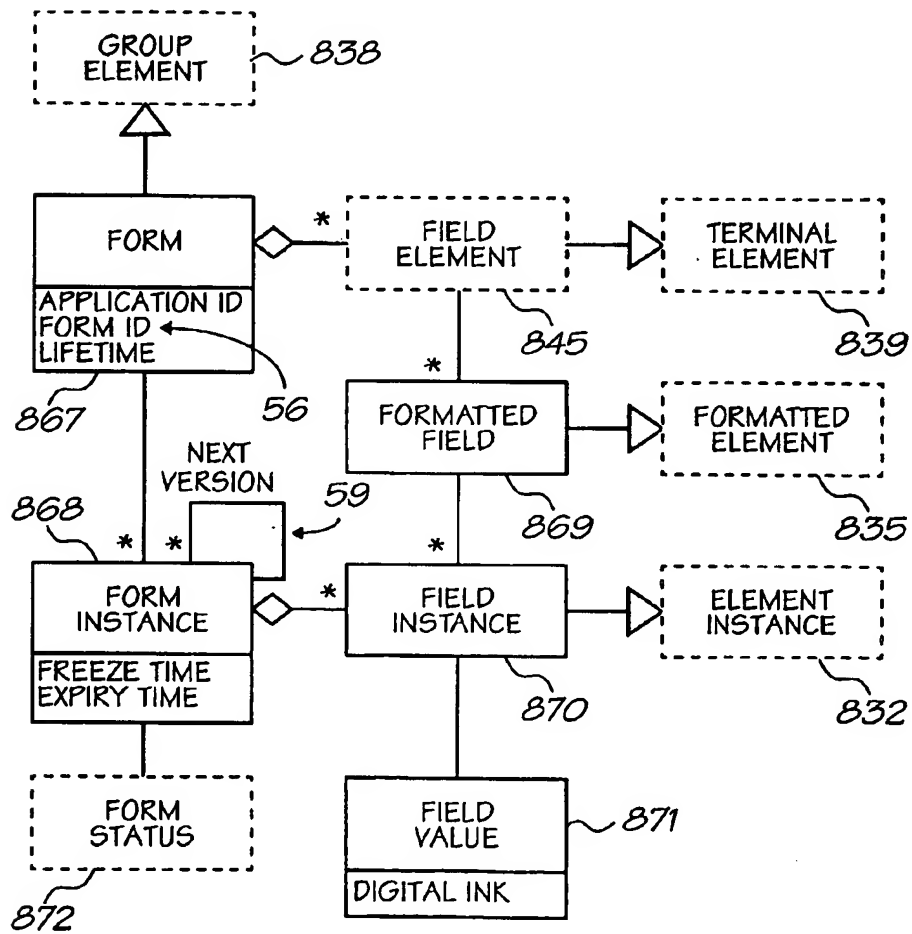 GROUP
ELEMENT
838
FORM
*
FIELD
ELEMENT
TERMINAL
ELEMENT
APPLICATION ID
FORM ID
LIFETIME
845
839
867
56
*
FORMATTED
FIELD
FORMATTED
ELEMENT
NEXT
VERSION
868
59
869
835
*
*
*
FORM
INSTANCE
*
FIELD
INSTANCE
ELEMENT
INSTANCE
FREEZE TIME
EXPIRY TIME
870
832
FORM
STATUS
FIELD
VALUE
871
872
DIGITAL INK